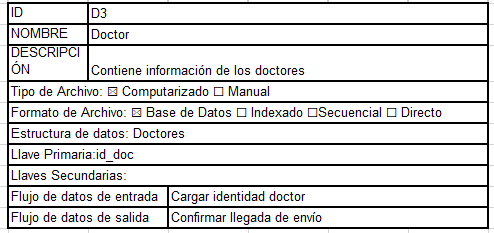 ID D3
NOMBRE Doctor
DESCRIPCI
ÓN Contiene información de los doctores
Tipo de Archivo: ☒ Computarizado ☐ Manual
Formato de Archivo: ☒ Base de Datos ☐ Indexado ☐Secuencial ☐ Directo
Estructura de datos: Doctores
Llave Primaria:id_doc
Llaves Secundarias:
Flujo de datos de entrada Cargar identidad doctor
Flujo de datos de salida Confirmar llegada de envío